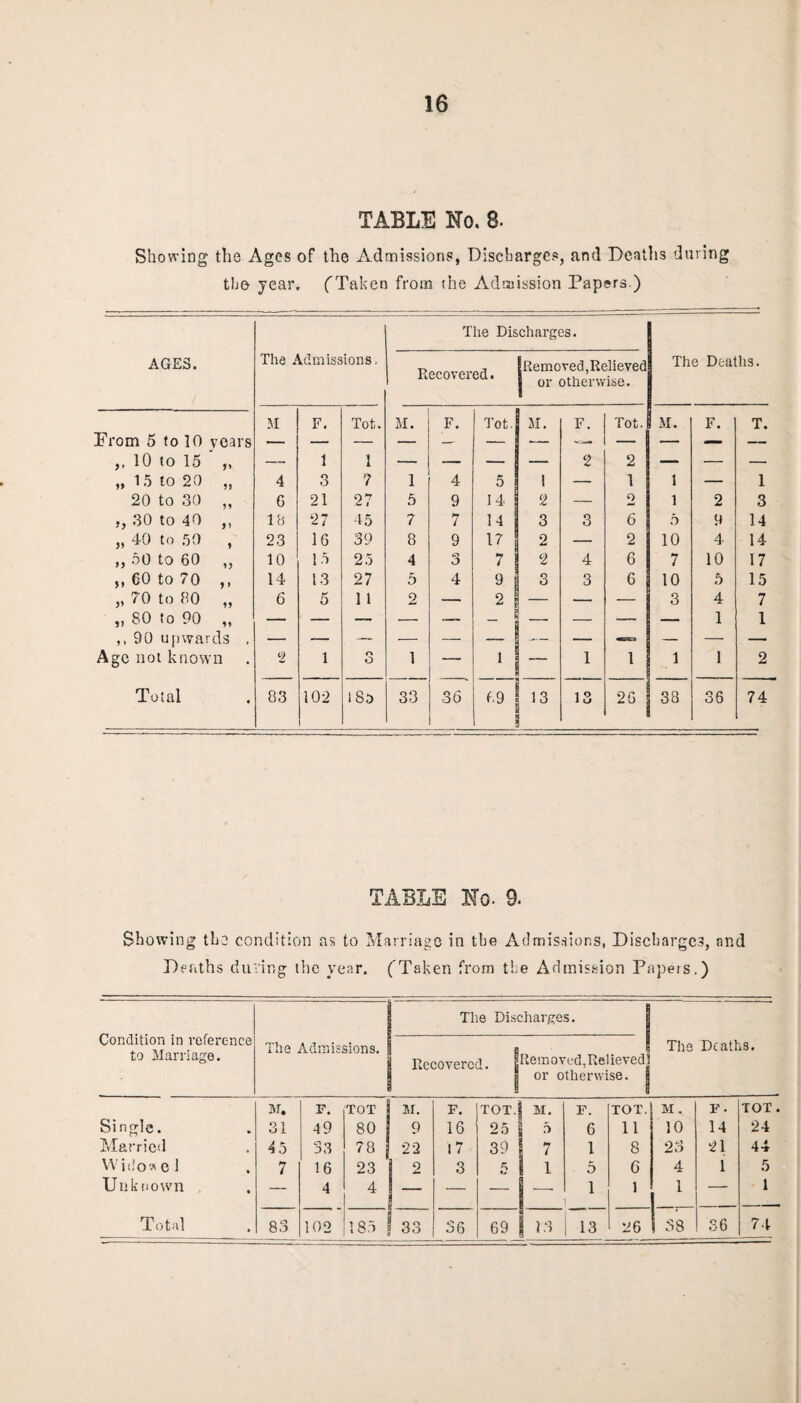 16
TABLE No. 8.
Showing the Ages of the Admissions, Discharges, and Deaths during
the year. (Taken from the Admission Papers.)
AGES. The Admissions. The Discharges. The Deaths.
Recovered. Removed, Relieved or otherwise.
M F. Tot. M. F. Tot. M. F. Tot. M. F. T.
From 5 to 10 years — — — — — — — — — — — —
„ 10 to 15 „ — 1 1 — — — — 2 2 — — —
„ 15 to 20 „ 4 3 7 1 4 5 1 — 1 1 — 1
20 to 30 „ 6 21 27 5 9 14 2 — 2 1 2 3
„ 30 to 40 „ 18 27 45 7 7 14 3 3 6 5 9 14
„ 40 to 50 , 23 16 39 8 9 17 2 — 2 10 4 14
„ 50 to 60 „ 10 15 25 4 3 7 2 4 6 7 10 17
„ 60 to 70 „ 14 13 27 5 4 9 3 3 6 10 5 15
„ 70 to 80 „ 6 5 11 2 — 2 — — — 3 4 7
„ 80 to 90 „ — — — — — — — — — — 1 1
„ 90 upwards . — — — — — — — — — — — —
Age not known . 2 1 3 1 — 1 — 1 1 1 1 2
Total . 83 102 185 33 36 69 13 13 26 38 36 74
TABLE No. 9.
Showing the condition as to Marriage in the Admissions, Discharges, and
Deaths during the year. (Taken from the Admission Papers.)
Condition in reference to Marriage. The Admissions. The Discharges. The Deaths.
Recovered. Removed, Relieved or otherwise.
M. F. TOT M. F. TOT. M. F. TOT. M. F. TOT.
Single. . 31 49 80 9 16 25 5 6 11 10 14 24
Married . 45 33 78 22 17 39 7 1 8 23 21 44
Widowed . 7 16 23 2 3 5 1 5 6 4 1 5
Unknown . — 4 4 — — — — 1 1 1 — 1
Total . 83 102 185 33 36 69 13 13 26 38 36 74